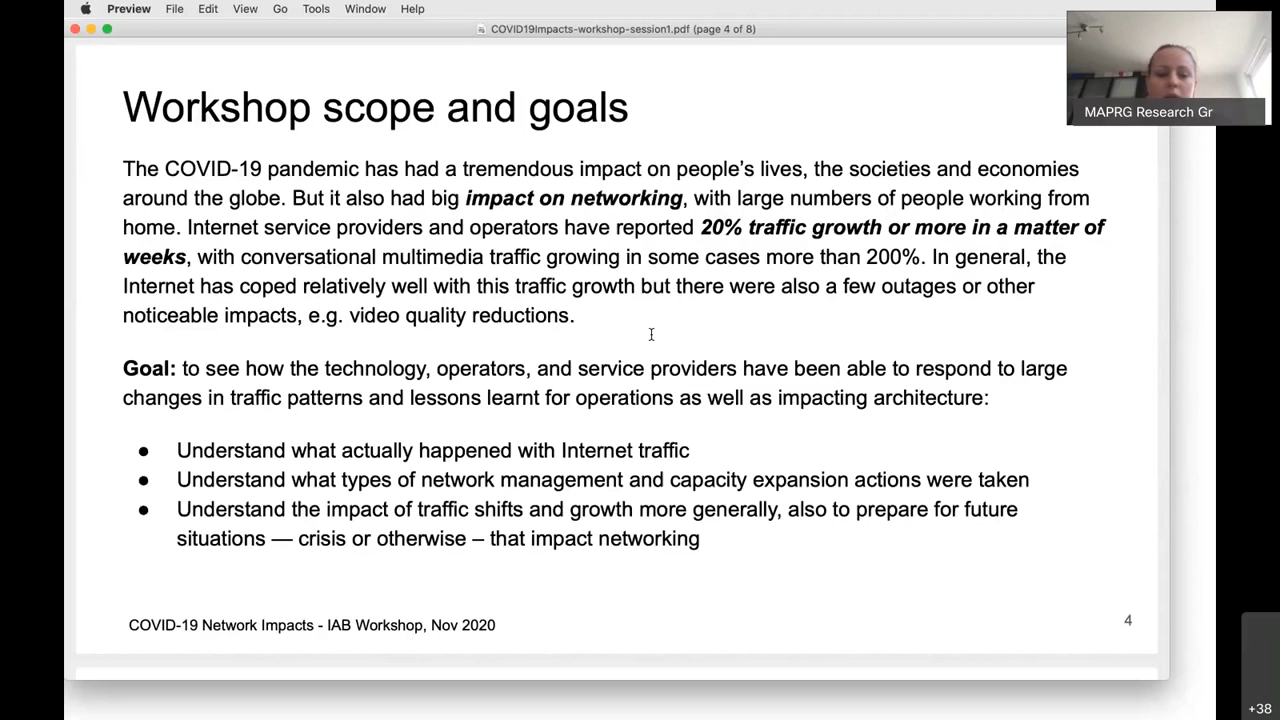 Preview File Edit View Go Tools Window Help
COVID19Impacts-workshop-session1.pdf (page 4 of 8)
MAPRG Research Gr
Workshop scope and goals
The COVID-19 pandemic has had a tremendous impact on people’s lives, the societies and economies
around the globe. But it also had big impact on networking, with large numbers of people working from
home. Internet service providers and operators have reported 20% traffic growth or more in a matter of
weeks, with conversational multimedia traffic growing in some cases more than 200%. In general, the
Internet has coped relatively well with this traffic growth but there were also a few outages or other
noticeable impacts, e.g. video quality reductions.
Goal: to see how the technology, operators, and service providers have been able to respond to large
changes in traffic patterns and lessons learnt for operations as well as impacting architecture:
● Understand what actually happened with Internet traffic
● Understand what types of network management and capacity expansion actions were taken
● Understand the impact of traffic shifts and growth more generally, also to prepare for future
situations — crisis or otherwise – that impact networking
COVID-19 Network Impacts - IAB Workshop, Nov 2020
4
+38